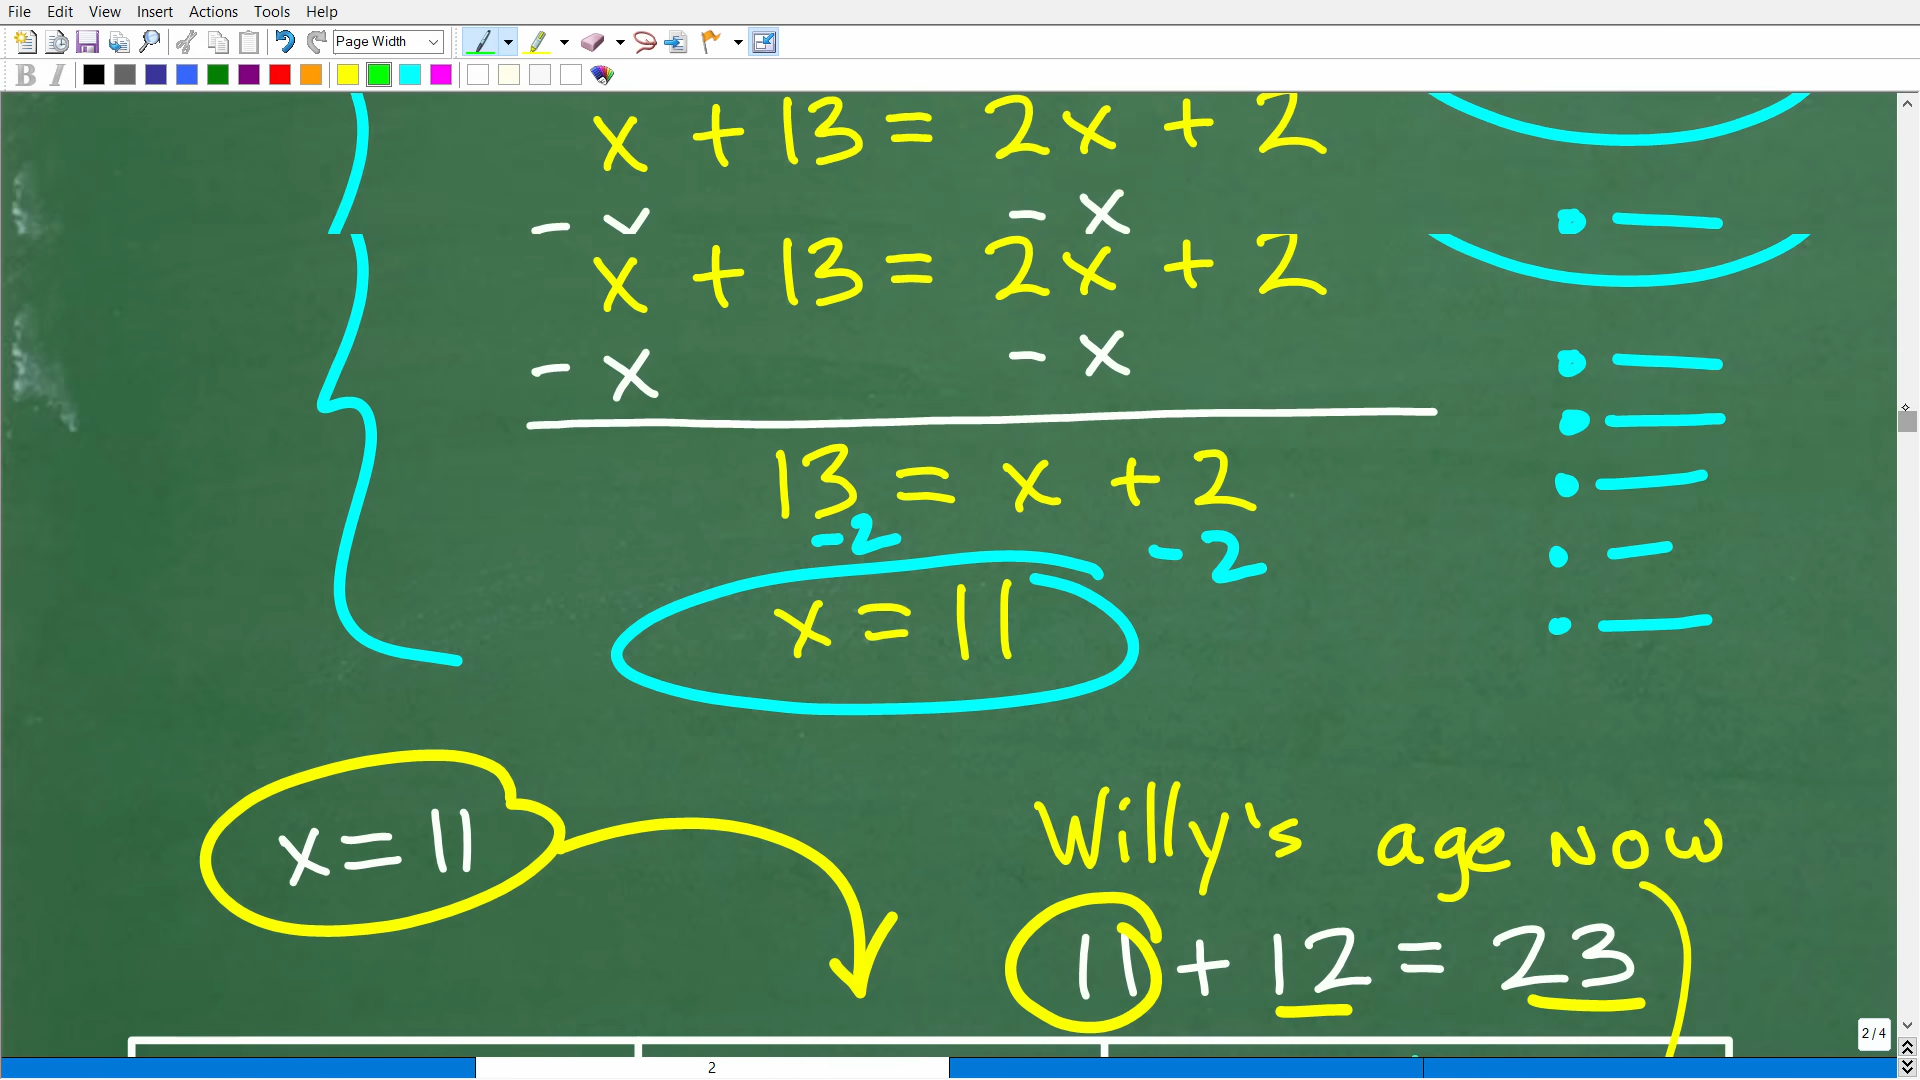 File Edit View Insert Actions Tools Help
Page Width
B I
x + 13 = 2x + 2
- x - x
x + 13 = 2x + 2
- x - x
13 = x + 2
-2 - 2
x = 11
x = 11
Willy's age now
11 + 12 = 23
2 / 4
2